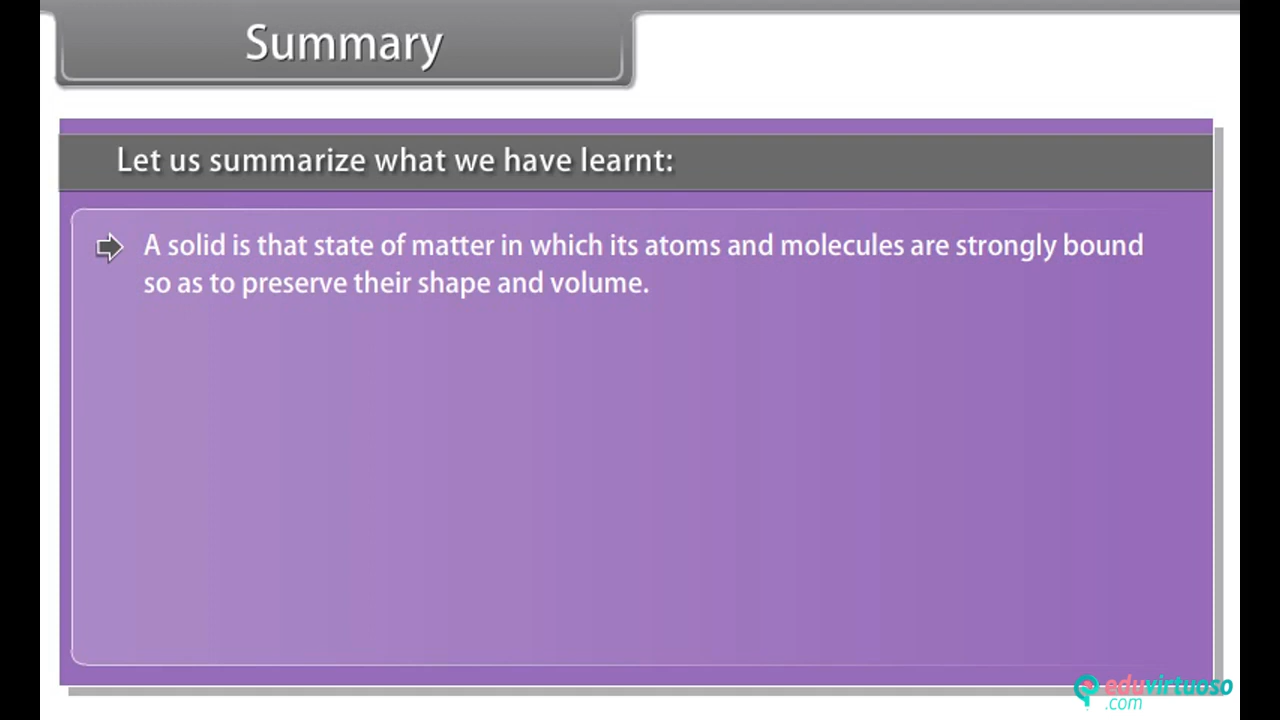 Summary
Let us summarize what we have learnt:
A solid is that state of matter in which its atoms and molecules are strongly bound
so as to preserve their shape and volume.
eduvirtuoso
.com